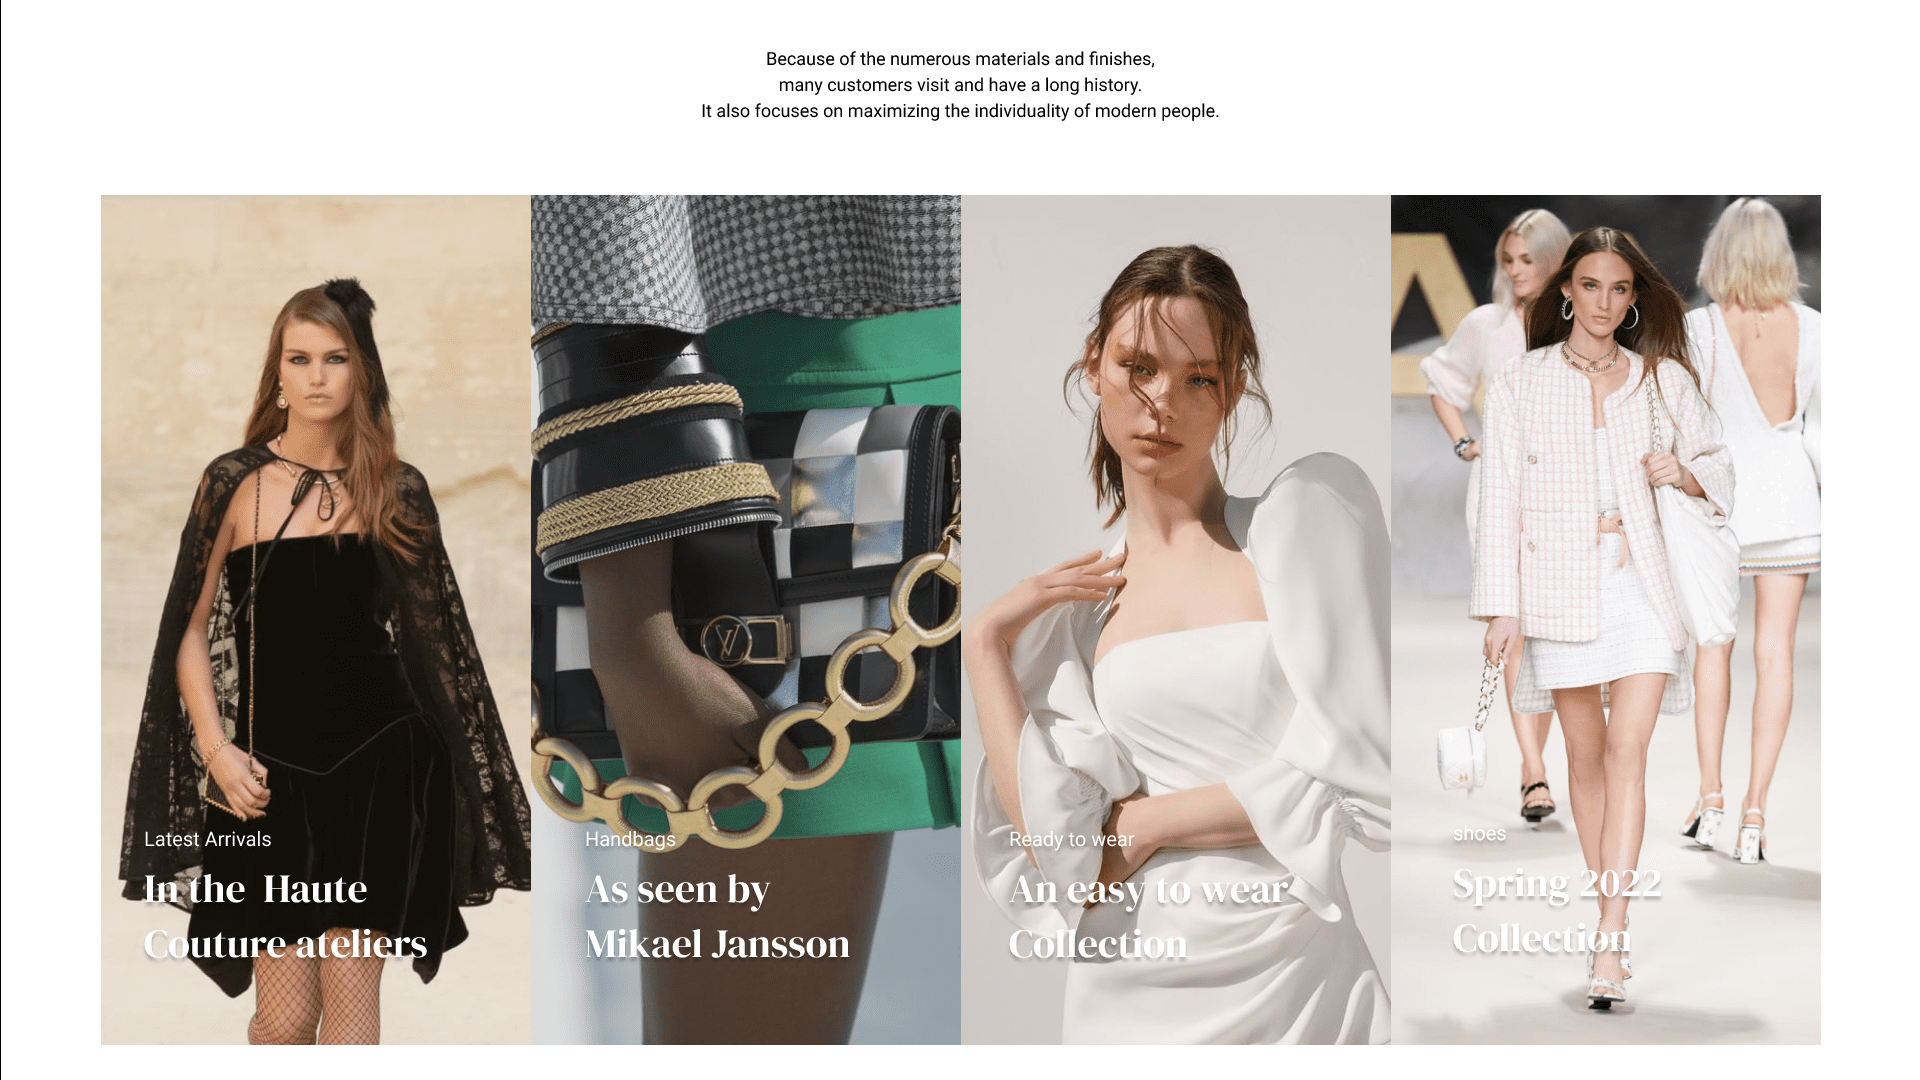 Because of the numerous materials and finishes,
many customers visit and have a long history.
It also focuses on maximizing the individuality of modern people.
Latest Arrivals
In the  Haute
Couture ateliers
Handbags
As seen by
Mikael Jansson
Ready to wear
An easy to wear
Collection
shoes
Spring 2022
Collection